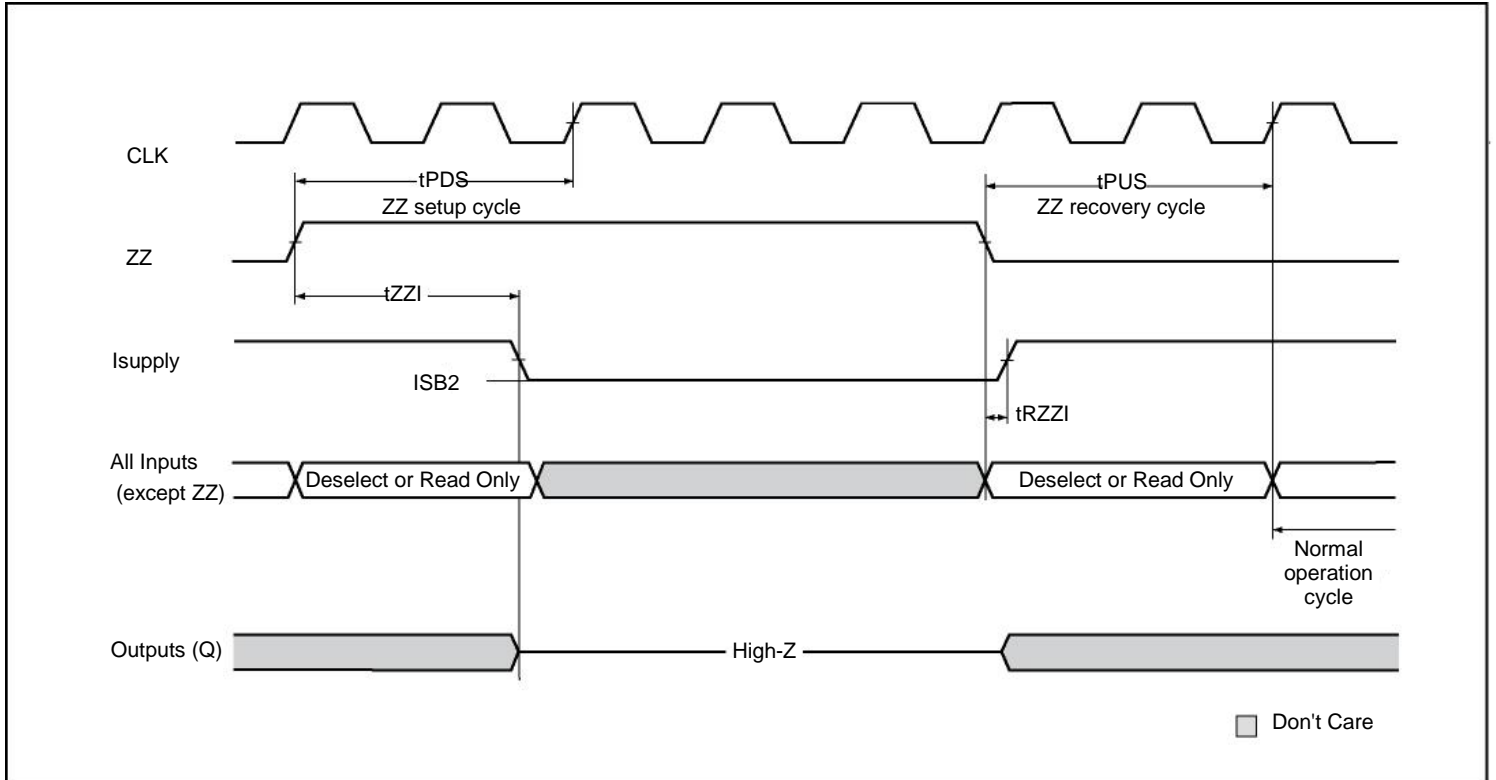 CLK
tPDS
ZZ setup cycle
tPUS
ZZ recovery cycle
ZZ
tZZI
Isupply
ISB2
tRZZI
All Inputs
(except ZZ)
Deselect or Read Only
Deselect or Read Only
Normal
operation
cycle
Outputs (Q)
High-Z
Don't Care